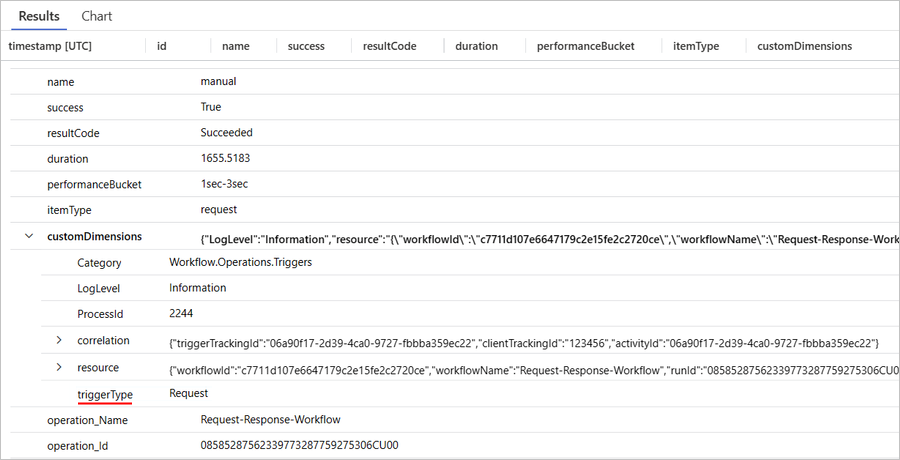 Results Chart
timestamp [UTC] id name success resultCode duration performanceBucket itemType customDimensions
name manual
success True
resultCode Succeeded
duration 1655.5183
performanceBucket 1sec-3sec
itemType request
customDimensions {"LogLevel":"Information","resource":"{\"workflowId\":\"c7711d107e6647179c2e15fe2c2720ce\",\"workflowName\":\"Request-Response-Work
Category Workflow.Operations.Triggers
LogLevel Information
ProcessId 2244
correlation {"triggerTrackingId":"06a90f17-2d39-4ca0-9727-fbbba359ec22","clientTrackingId":"123456","activityId":"06a90f17-2d39-4ca0-9727-fbbba359ec22"}
resource {"workflowId":"c7711d107e6647179c2e15fe2c2720ce","workflowName":"Request-Response-Workflow","runId":"08585287562339773287759275306CU0
triggerType Request
operation_Name Request-Response-Workflow
operation_Id 08585287562339773287759275306CU00